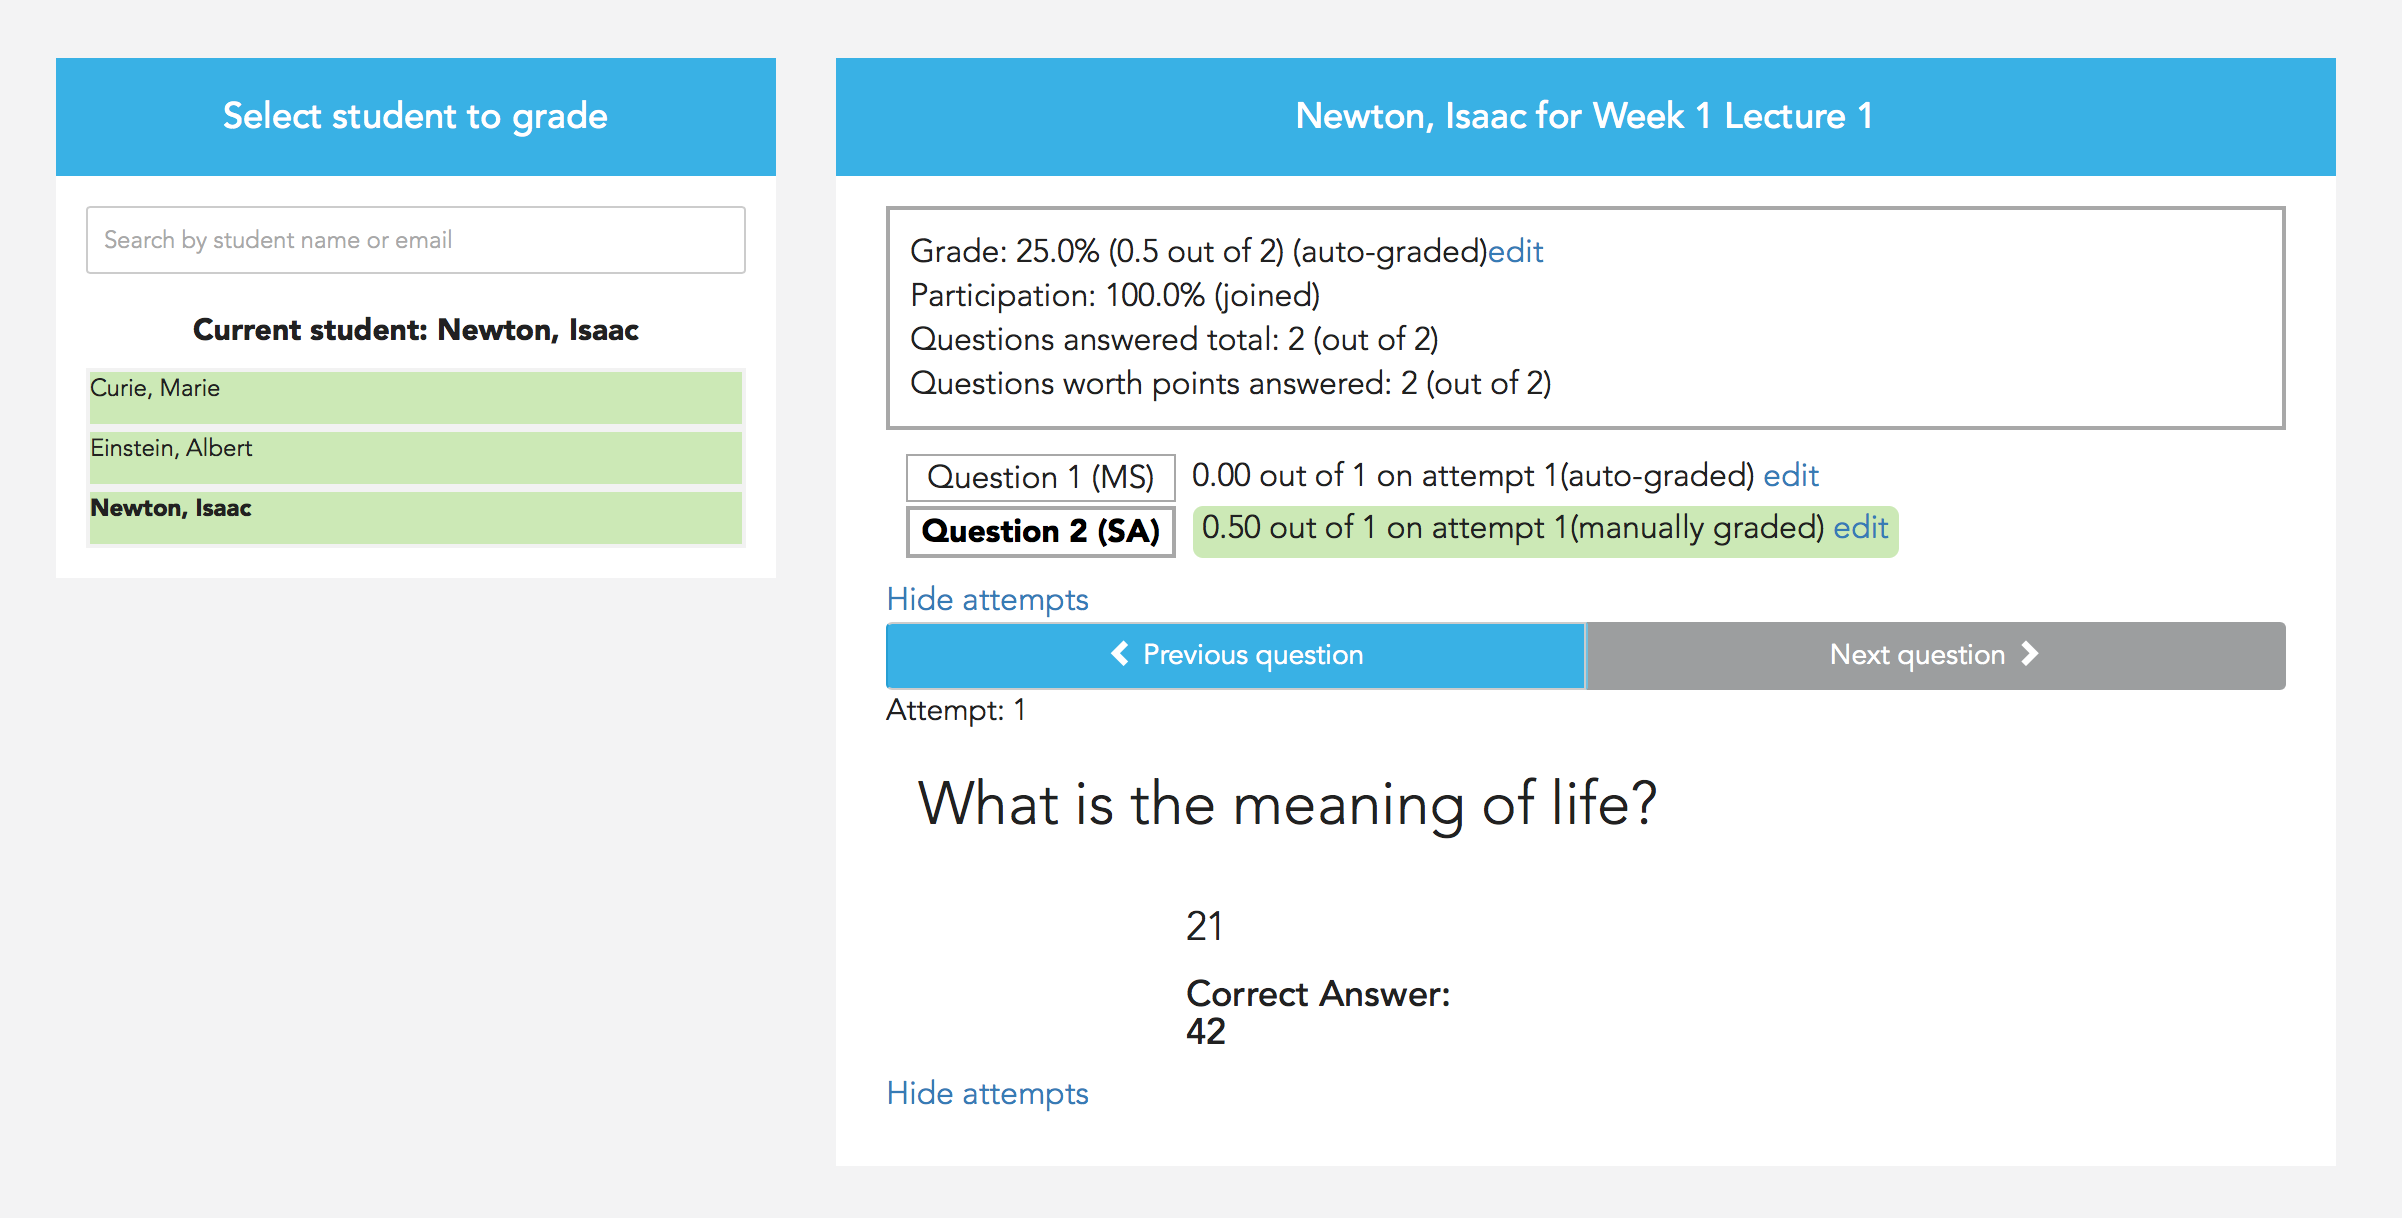 Select student to grade
Search by student name or email
Current student: Newton, Isaac
Curie, Marie
Einstein, Albert
Newton, Isaac
Newton, Isaac for Week 1 Lecture 1
Grade: 25.0% (0.5 out of 2) (auto-graded)edit
Participation: 100.0% (joined)
Questions answered total: 2 (out of 2)
Questions worth points answered: 2 (out of 2)
Question 1 (MS) 0.00 out of 1 on attempt 1(auto-graded) edit
Question 2 (SA) 0.50 out of 1 on attempt 1(manually graded) edit
Hide attempts
Previous question Next question
Attempt: 1
What is the meaning of life?
21
Correct Answer:
42
Hide attempts